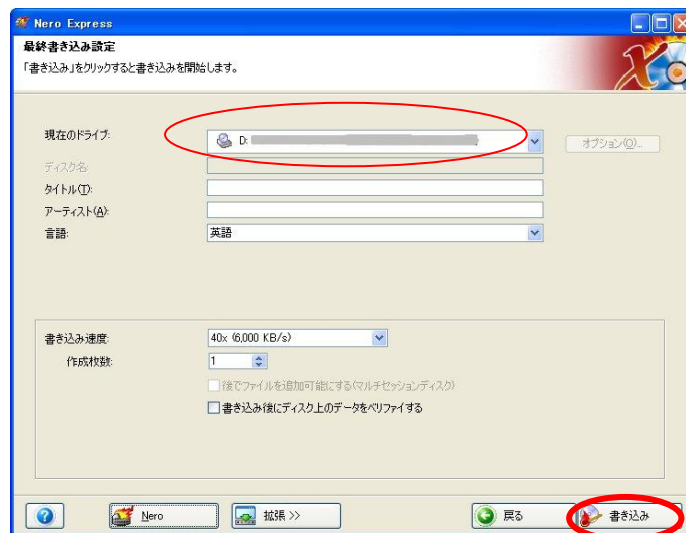 Nero Express
最終書き込み設定
「書き込み」をクリックすると書き込みを開始します。
現在のドライブ:
D:
オプション(O)...
ディスク名:
タイトル(T):
アーティスト(A):
言語:
英語
書き込み速度:
40x (6,000 KB/s)
作成枚数:
1
後でファイルを追加可能にする(マルチセッションディスク)
書き込み後にディスク上のデータをベリファイする
Nero
拡張 >>
戻る
書き込み